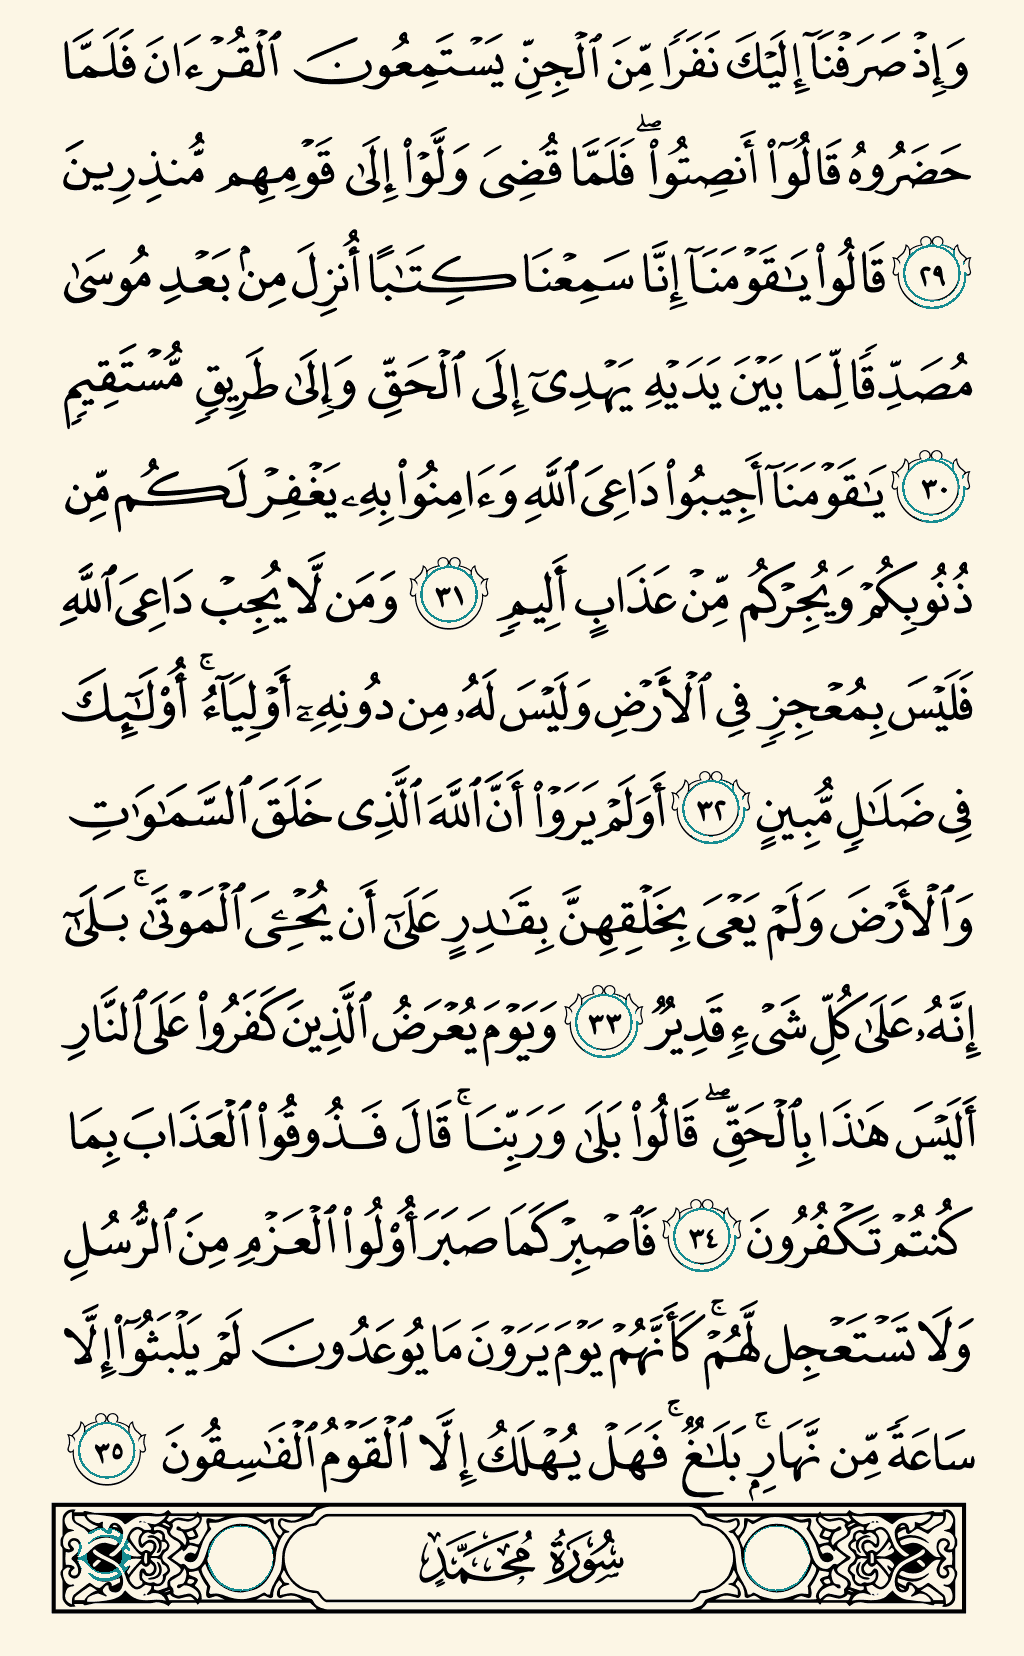 وَإِذۡ صَرَفۡنَآ إِلَيۡكَ نَفَرٗا مِّنَ ٱلۡجِنِّ يَسۡتَمِعُونَ ٱلۡقُرۡءَانَ فَلَمَّا
حَضَرُوهُ قَالُوٓاْ أَنصِتُواْۖ فَلَمَّا قُضِيَ وَلَّوۡاْ إِلَىٰ قَوۡمِهِم مُّنذِرِينَ
٢٩ قَالُواْ يَٰقَوۡمَنَآ إِنَّا سَمِعۡنَا كِتَٰبًا أُنزِلَ مِنۢ بَعۡدِ مُوسَىٰ
مُصَدِّقٗا لِّمَا بَيۡنَ يَدَيۡهِ يَهۡدِيٓ إِلَى ٱلۡحَقِّ وَإِلَىٰ طَرِيقٖ مُّسۡتَقِيمٖ
٣٠ يَٰقَوۡمَنَآ أَجِيبُواْ دَاعِيَ ٱللَّهِ وَءَامِنُواْ بِهِۦ يَغۡفِرۡ لَكُم مِّن
ذُنُوبِكُمۡ وَيُجِرۡكُم مِّنۡ عَذَابٍ أَلِيمٖ ٣١ وَمَن لَّا يُجِبۡ دَاعِيَ ٱللَّهِ
فَلَيۡسَ بِمُعۡجِزٖ فِي ٱلۡأَرۡضِ وَلَيۡسَ لَهُۥ مِن دُونِهِۦٓ أَوۡلِيَآءُۚ أُوْلَٰٓئِكَ
فِي ضَلَٰلٖ مُّبِينٍ ٣٢ أَوَلَمۡ يَرَوۡاْ أَنَّ ٱللَّهَ ٱلَّذِي خَلَقَ ٱلسَّمَٰوَٰتِ
وَٱلۡأَرۡضَ وَلَمۡ يَعۡيَ بِخَلۡقِهِنَّ بِقَٰدِرٍ عَلَىٰٓ أَن يُحۡـِۧيَ ٱلۡمَوۡتَىٰۚ بَلَىٰٓ
إِنَّهُۥ عَلَىٰ كُلِّ شَيۡءٖ قَدِيرٞ ٣٣ وَيَوۡمَ يُعۡرَضُ ٱلَّذِينَ كَفَرُواْ عَلَى ٱلنَّارِ
أَلَيۡسَ هَٰذَا بِٱلۡحَقِّۖ قَالُواْ بَلَىٰ وَرَبِّنَاۚ قَالَ فَذُوقُواْ ٱلۡعَذَابَ بِمَا
كُنتُمۡ تَكۡفُرُونَ ٣٤ فَٱصۡبِرۡ كَمَا صَبَرَ أُوْلُواْ ٱلۡعَزۡمِ مِنَ ٱلرُّسُلِ
وَلَا تَسۡتَعۡجِل لَّهُمۡۚ كَأَنَّهُمۡ يَوۡمَ يَرَوۡنَ مَا يُوعَدُونَ لَمۡ يَلۡبَثُوٓاْ إِلَّا
سَاعَةٗ مِّن نَّهَارِۭۚ بَلَٰغٞۚ فَهَلۡ يُهۡلَكُ إِلَّا ٱلۡقَوۡمُ ٱلۡفَٰسِقُونَ ٣٥
سُورَةُ مُحَمَّدٍ